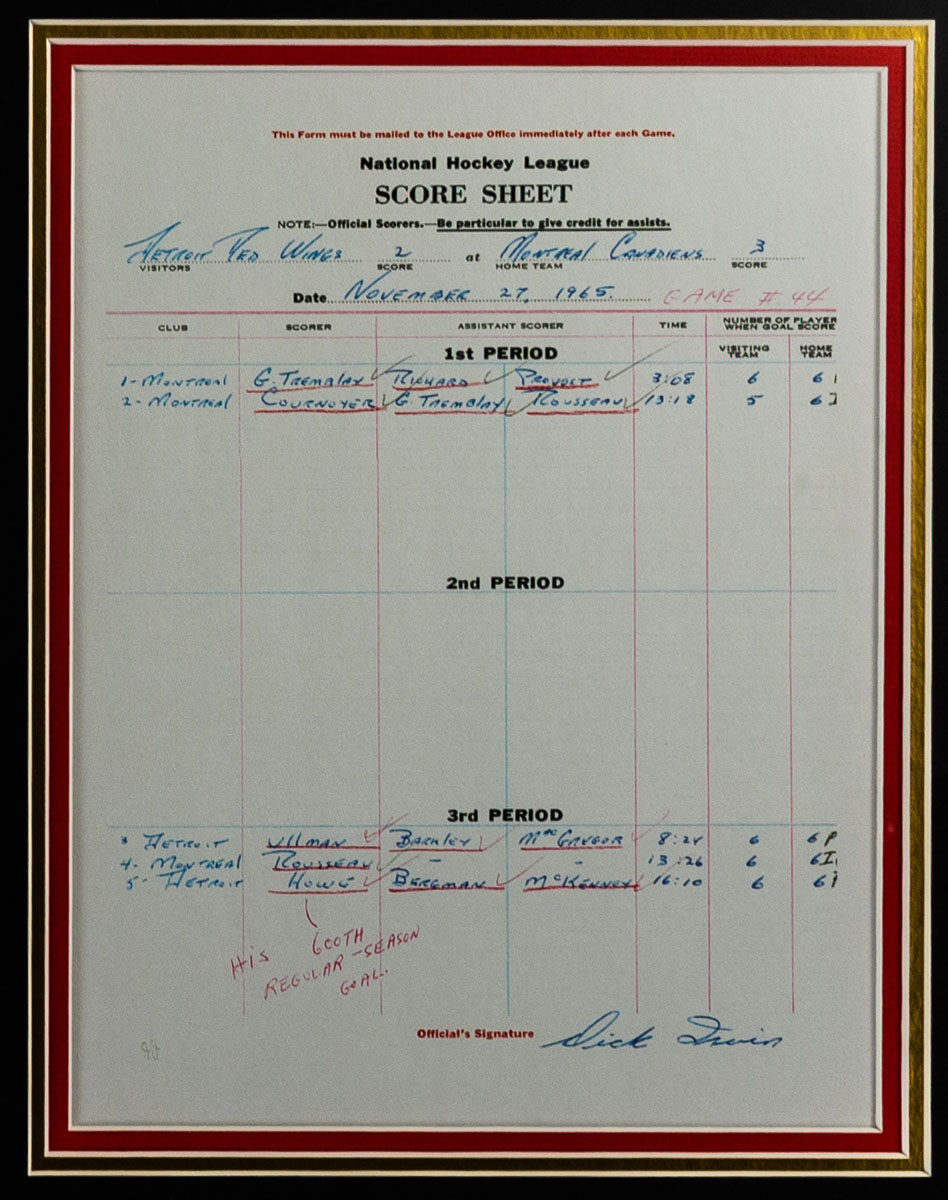 This Form must be mailed to the League Office immediately after each Game.
National Hockey League
SCORE SHEET
NOTE:—Official Scorers.—Be particular to give credit for assists.
Detroit Red Wings 2 at Montreal Canadiens 3
VISITORS SCORE HOME TEAM SCORE
Date November 27, 1965. GAME # 44
CLUB SCORER ASSISTANT SCORER TIME NUMBER OF PLAYER WHEN GOAL SCORE
VISITING TEAM HOME TEAM
1st PERIOD
1 - Montreal G. Tremblay Richard Provost 3:08 6 6
2 - Montreal Cournoyer G. Tremblay Rousseau 13:18 5 6
2nd PERIOD
3rd PERIOD
Detroit Ullman Barkley MacGregor 8:24 6 6
4 - Montreal Rousseau - - 13:26 6 6
5 - Detroit Howe Bergman McKenney 16:10 6 6
His 600TH
REGULAR-SEASON
GOAL.
Official's Signature Dick Irvin